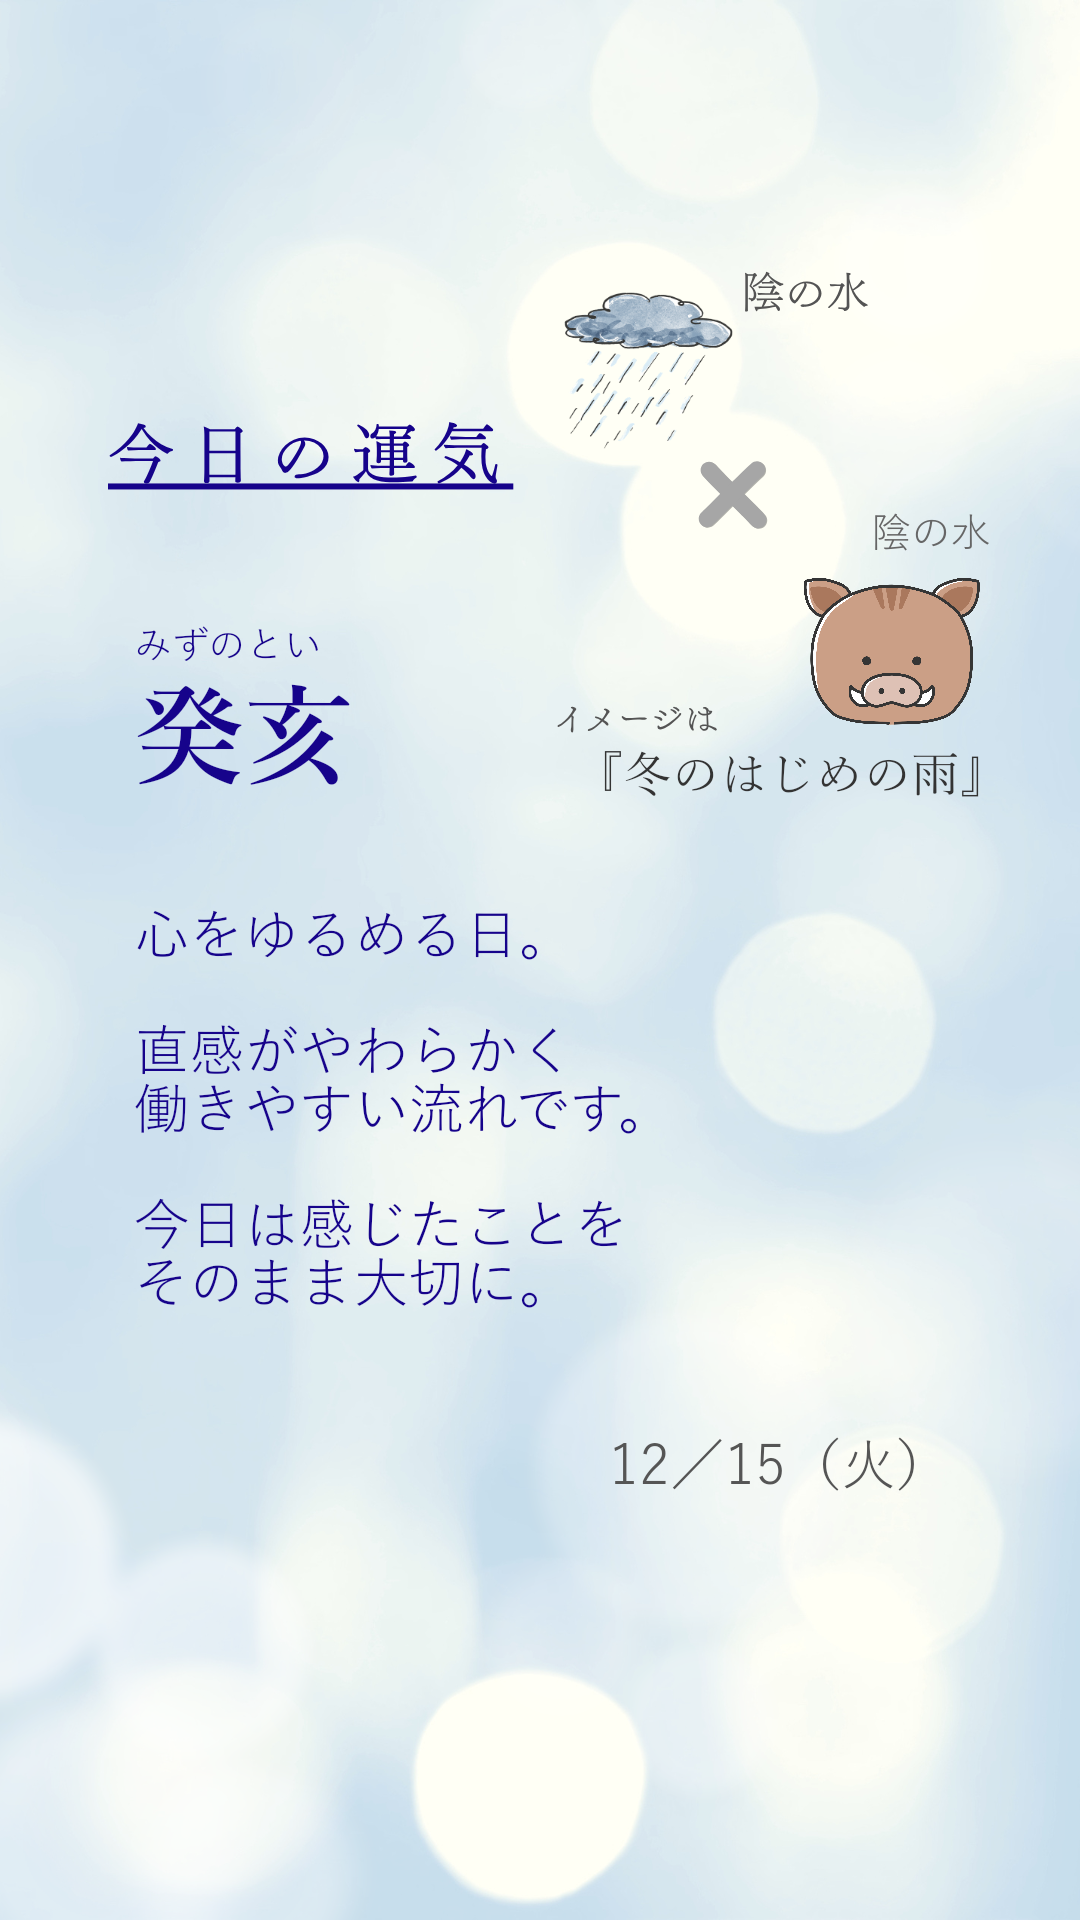 陰の水
今日の運気
陰の水
みずのとい
癸亥
イメージは
『冬のはじめの雨』
心をゆるめる日。
直感がやわらかく
働きやすい流れです。
今日は感じたことを
そのまま大切に。
12／15（火）